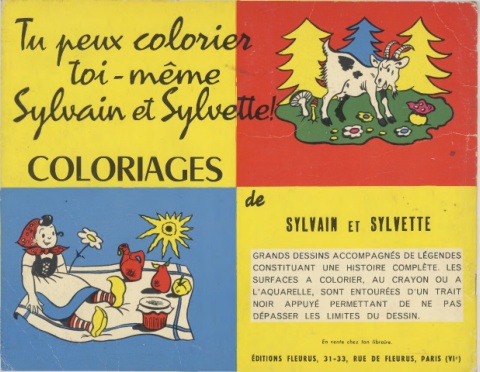 Tu peux colorier
toi-même
Sylvain et Sylvette!
COLORIAGES
de
SYLVAIN ET SYLVETTE
GRANDS DESSINS ACCOMPAGNÉS DE LÉGENDES
CONSTITUANT UNE HISTOIRE COMPLÈTE. LES
SURFACES A COLORIER, AU CRAYON OU A
L'AQUARELLE, SONT ENTOURÉES D'UN TRAIT
NOIR APPUYÉ PERMETTANT DE NE PAS
DÉPASSER LES LIMITES DU DESSIN.
En vente chez ton libraire.
ÉDITIONS FLEURUS, 31-33, RUE DE FLEURUS, PARIS (VIe)